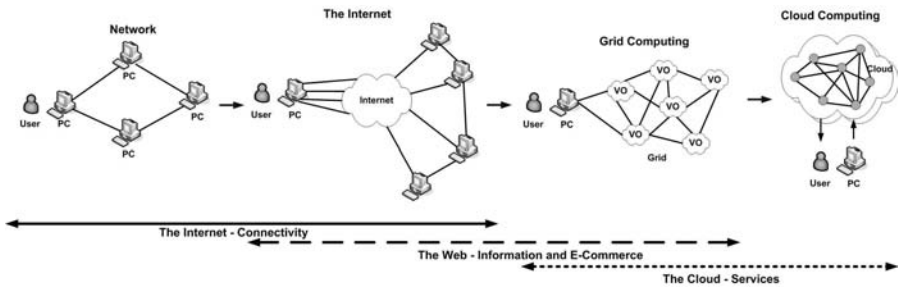 Network
PC
User
PC
PC
PC
The Internet
User
PC
Internet
Grid Computing
User
PC
VO
VO
VO
VO
VO
VO
Grid
Cloud Computing
Cloud
User
PC
The Internet - Connectivity
The Web - Information and E-Commerce
The Cloud - Services